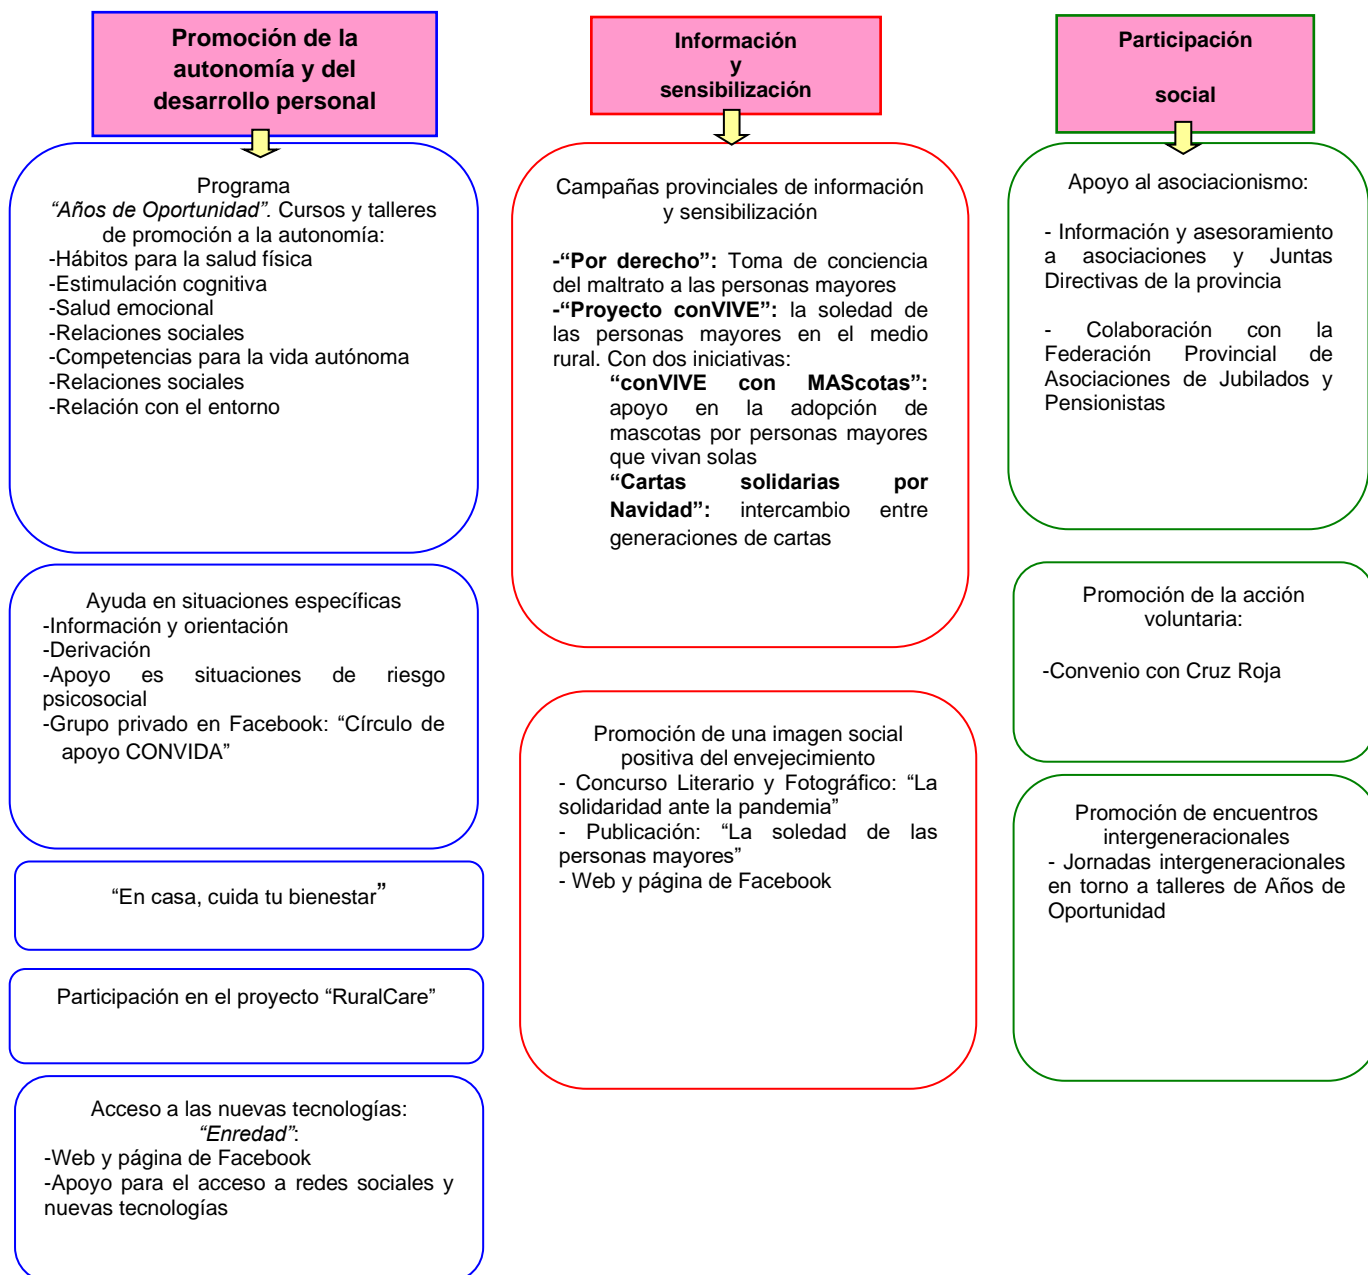 Promoción de la
autonomía y del
desarrollo personal
Programa
“Años de Oportunidad”. Cursos y talleres
de promoción a la autonomía:
-Hábitos para la salud física
-Estimulación cognitiva
-Salud emocional
-Relaciones sociales
-Competencias para la vida autónoma
-Relaciones sociales
-Relación con el entorno
Ayuda en situaciones específicas
-Información y orientación
-Derivación
-Apoyo es situaciones de riesgo
psicosocial
-Grupo privado en Facebook: “Círculo de
apoyo CONVIDA”
“En casa, cuida tu bienestar”
Participación en el proyecto “RuralCare”
Acceso a las nuevas tecnologías:
“Enredad”:
-Web y página de Facebook
-Apoyo para el acceso a redes sociales y
nuevas tecnologías
Información
y
sensibilización
Campañas provinciales de información
y sensibilización
-“Por derecho”: Toma de conciencia
del maltrato a las personas mayores
-“Proyecto conVIVE”: la soledad de
las personas mayores en el medio
rural. Con dos iniciativas:
“conVIVE con MAScotas”:
apoyo en la adopción de
mascotas por personas mayores
que vivan solas
“Cartas solidarias por
Navidad”: intercambio entre
generaciones de cartas
Promoción de una imagen social
positiva del envejecimiento
- Concurso Literario y Fotográfico: “La
solidaridad ante la pandemia”
- Publicación: “La soledad de las
personas mayores”
- Web y página de Facebook
Participación
social
Apoyo al asociacionismo:
- Información y asesoramiento
a asociaciones y Juntas
Directivas de la provincia
- Colaboración con la
Federación Provincial de
Asociaciones de Jubilados y
Pensionistas
Promoción de la acción
voluntaria:
-Convenio con Cruz Roja
Promoción de encuentros
intergeneracionales
- Jornadas intergeneracionales
en torno a talleres de Años de
Oportunidad